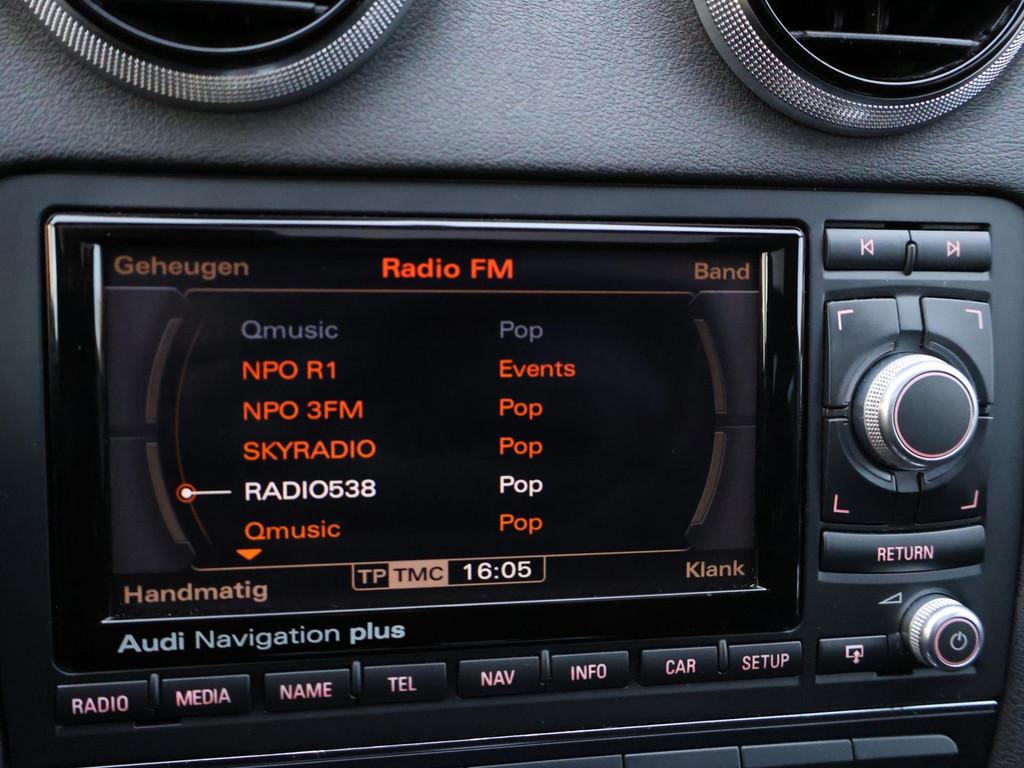 Geheugen Radio FM Band
Qmusic Pop
NPO R1 Events
NPO 3FM Pop
SKYRADIO Pop
RADIO538 Pop
Qmusic Pop
Handmatig TP TMC 16:05 Klank
Audi Navigation plus
RETURN
RADIO MEDIA NAME TEL NAV INFO CAR SETUP